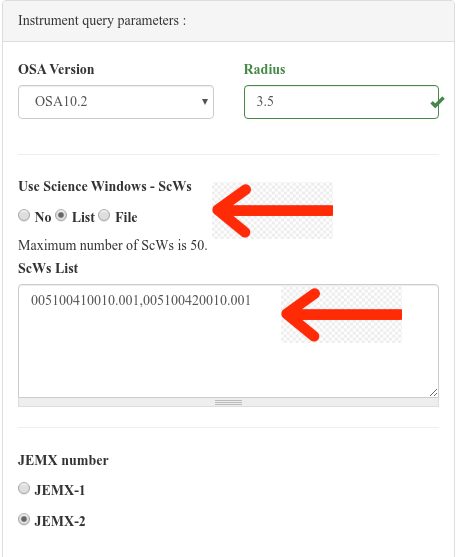 Instrument query parameters :
OSA Version
Radius
OSA10.2
3.5
Use Science Windows - ScWs
No List File
Maximum number of ScWs is 50.
ScWs List
005100410010.001,005100420010.001
JEMX number
JEMX-1
JEMX-2